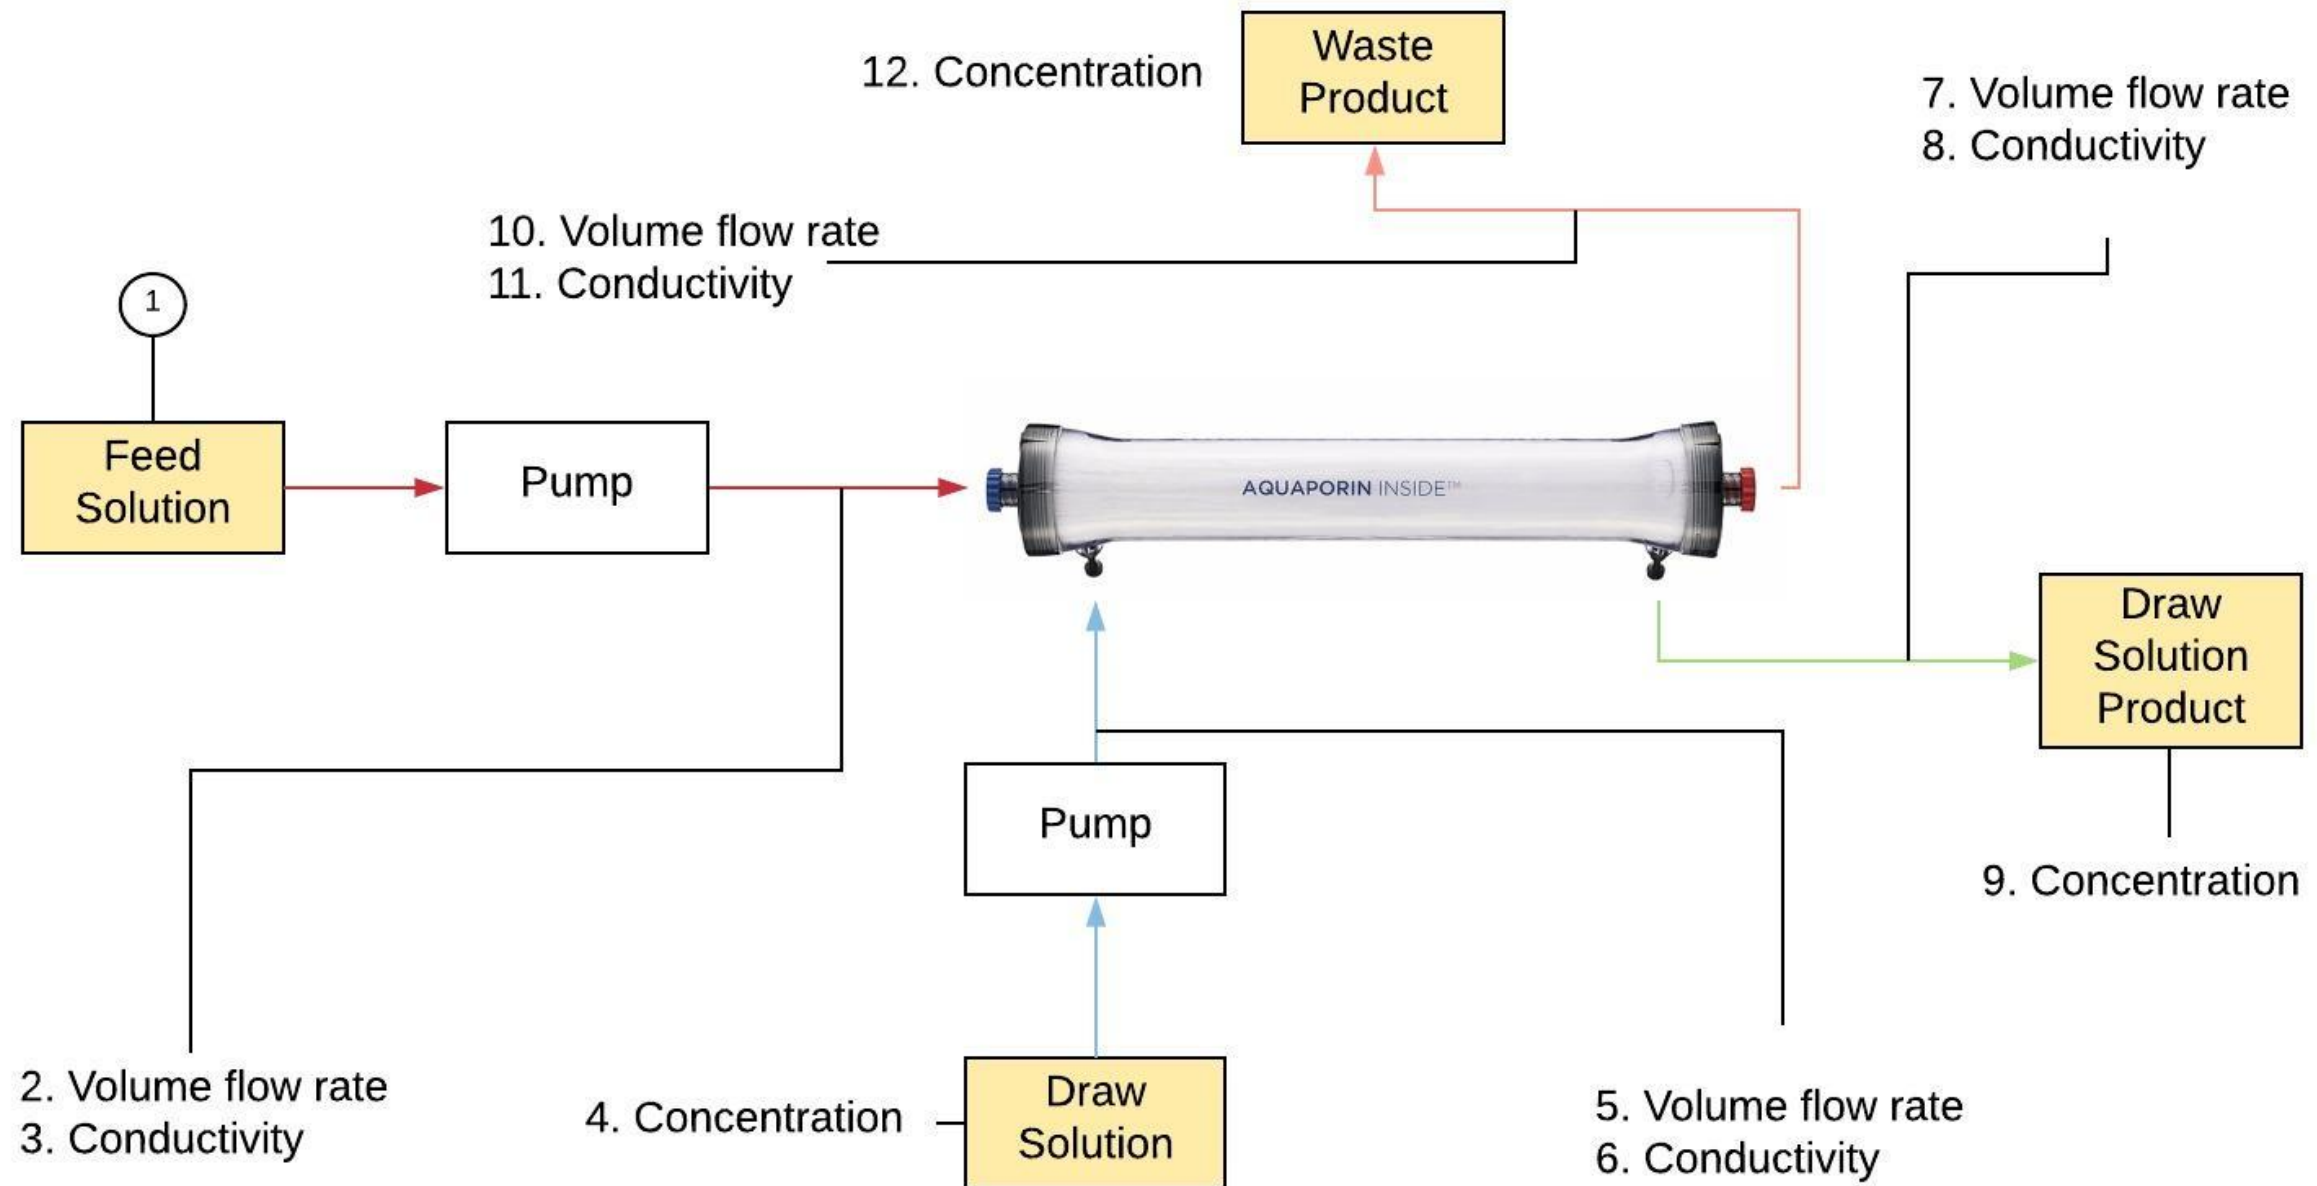 Waste
Product
12. Concentration
7. Volume flow rate
8. Conductivity
10. Volume flow rate
11. Conductivity
1
Feed
Solution
Pump
AQUAPORIN INSIDE™
Draw
Solution
Product
Pump
9. Concentration
2. Volume flow rate
3. Conductivity
4. Concentration
Draw
Solution
5. Volume flow rate
6. Conductivity